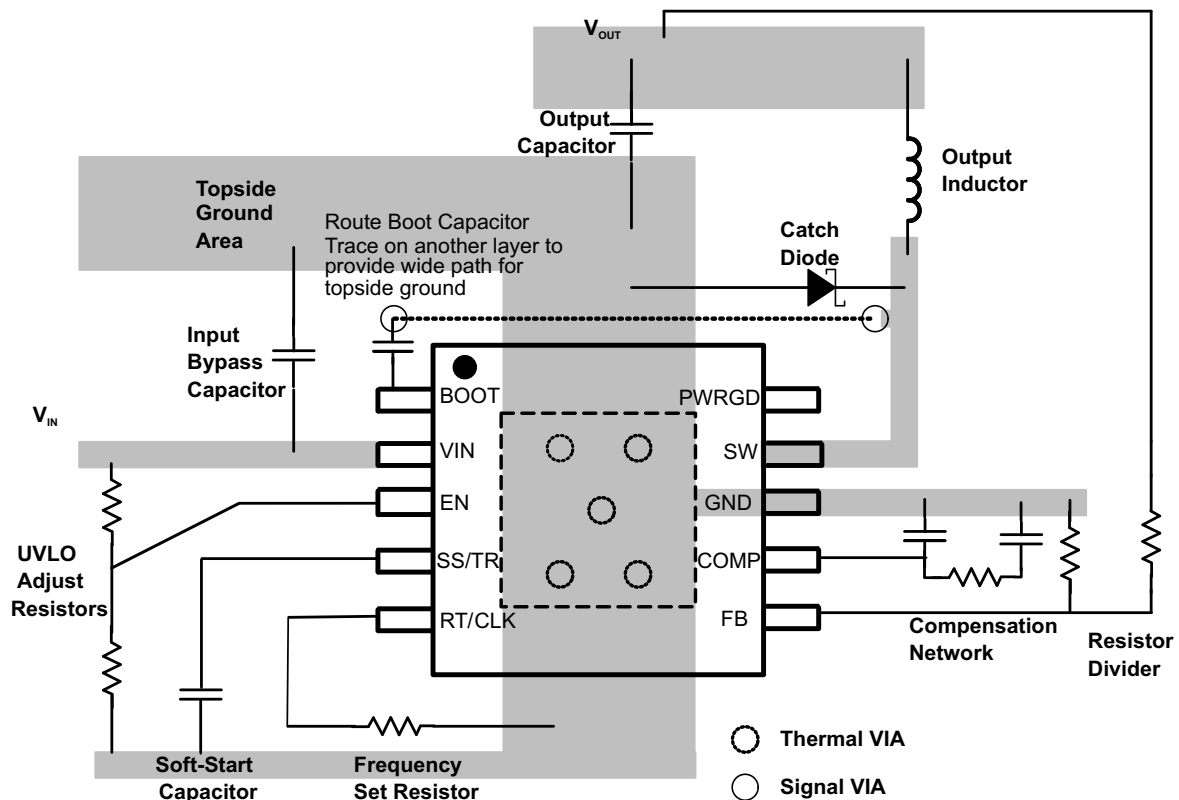 VOUT
Output
Capacitor
Output
Inductor
Topside
Ground
Area
Route Boot Capacitor
Trace on another layer to
provide wide path for
topside ground
Catch
Diode
Input
Bypass
Capacitor
VIN
BOOT
VIN
EN
SS/TR
RT/CLK
PWRGD
SW
GND
COMP
FB
UVLO
Adjust
Resistors
Compensation
Network
Resistor
Divider
Soft-Start
Capacitor
Frequency
Set Resistor
Thermal VIA
Signal VIA